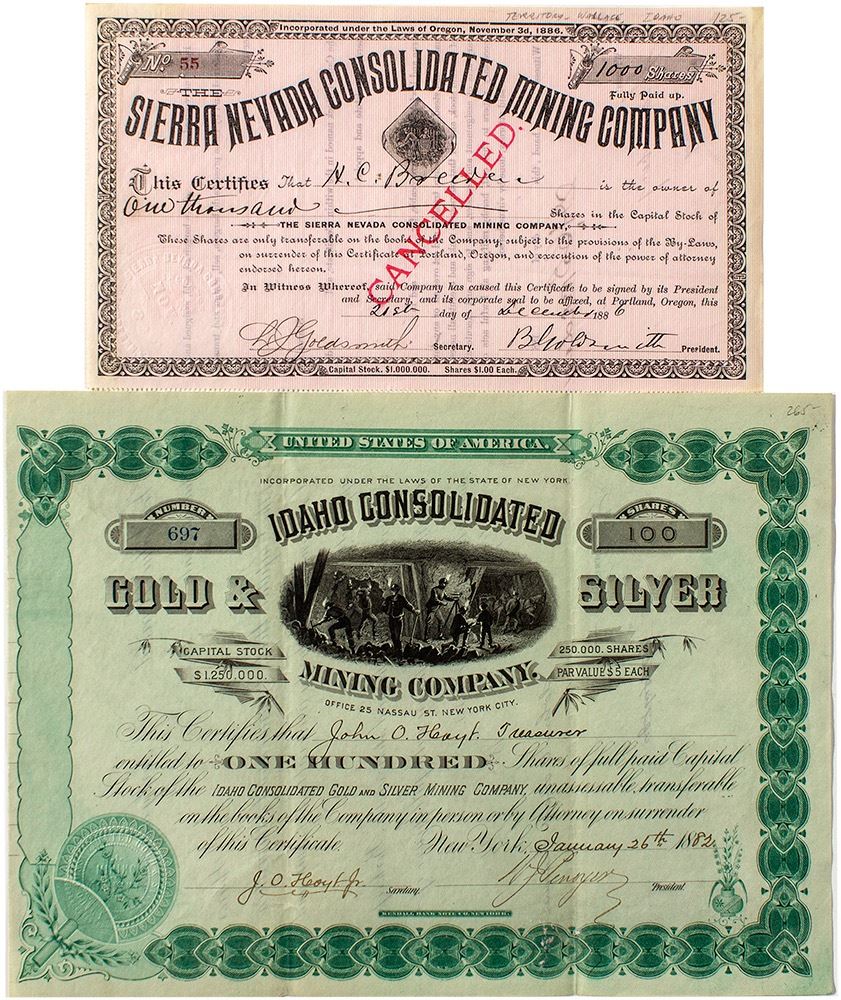 TERRITORY - WALLACE IDAHO 125-
Incorporated under the Laws of Oregon, November 3d, 1886.
No 55
1000 Shares
Fully Paid up.
THE
SIERRA NEVADA CONSOLIDATED MINING COMPANY
This Certifies That H. C. is the owner of
One thousand Shares in the Capital Stock of
THE SIERRA NEVADA CONSOLIDATED MINING COMPANY.
These Shares are only transferable on the books of the Company, subject to the provisions of the By-Laws,
on surrender of this Certificate at Portland, Oregon, and execution of the power of attorney
endorsed hereon.
In Witness Whereof, said Company has caused this Certificate to be signed by its President
and Secretary, and its corporate seal to be affixed, at Portland, Oregon, this
21st day of December 1886
CANCELLED.
L. J. Goldsmith Secretary. B. Goldsmith President.
Capital Stock. $1.000.000. Shares $1.00 Each.
265-
UNITED STATES OF AMERICA.
INCORPORATED UNDER THE LAWS OF THE STATE OF NEW YORK
NUMBER
697
IDAHO CONSOLIDATED
SHARES
100
GOLD & SILVER
CAPITAL STOCK
$1.250.000.
250.000. SHARES
PAR VALUE $5 EACH
MINING COMPANY.
OFFICE 25 NASSAU ST. NEW YORK CITY.
This Certifies that John O. Hoyt. Treasurer
entitled to ONE HUNDRED Shares of full paid Capital
Stock of the IDAHO CONSOLIDATED GOLD AND SILVER MINING COMPANY, unassessable, transferable
on the books of the Company in person or by Attorney on surrender
of this Certificate. New York, January 26th 1882
J. O. Hoyt Jr. Secretary. President.
KENDALL BANK NOTE CO. NEW YORK.